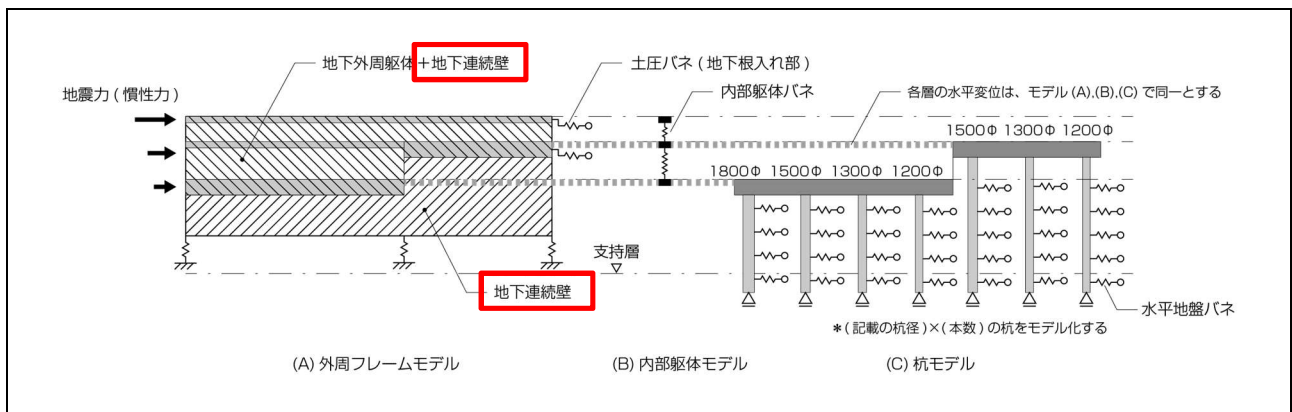 地下外周躯体＋地下連続壁
土圧バネ ( 地下根入れ部 )
地震力 ( 慣性力 )
内部躯体バネ
各層の水平変位は、モデル (A),(B),(C) で同一とする
1500Φ 1300Φ 1200Φ
1800Φ 1500Φ 1300Φ 1200Φ
支持層
地下連続壁
水平地盤バネ
＊( 記載の杭径 ) ×( 本数 ) の杭をモデル化する
(A) 外周フレームモデル
(B) 内部躯体モデル
(C) 杭モデル